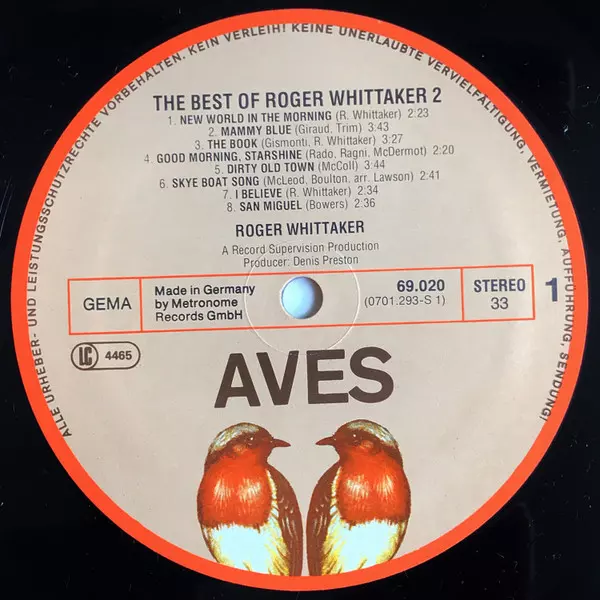 ALLE URHEBER- UND LEISTUNGSSCHUTZRECHTE VORBEHALTEN. KEIN VERLEIH! KEINE UNERLAUBTE VERVIELFÄLTIGUNG, VERMIETUNG, AUFFÜHRUNG, SENDUNG!
THE BEST OF ROGER WHITTAKER 2
1. NEW WORLD IN THE MORNING (R. Whittaker) 2:23
2. MAMMY BLUE (Giraud, Trim) 3:43
3. THE BOOK (Gismonti, R. Whittaker) 3:27
4. GOOD MORNING, STARSHINE (Rado, Ragni, McDermot) 2:20
5. DIRTY OLD TOWN (McColl) 3:44
6. SKYE BOAT SONG (McLeod, Boulton, arr. Lawson) 2:41
7. I BELIEVE (R. Whittaker) 2:34
8. SAN MIGUEL (Bowers) 2:36
ROGER WHITTAKER
A Record Supervision Production
Producer: Denis Preston
GEMA
Made in Germany
by Metronome
Records GmbH
69.020
(0701.293-S 1)
STEREO
33
1
LC 4465
AVES